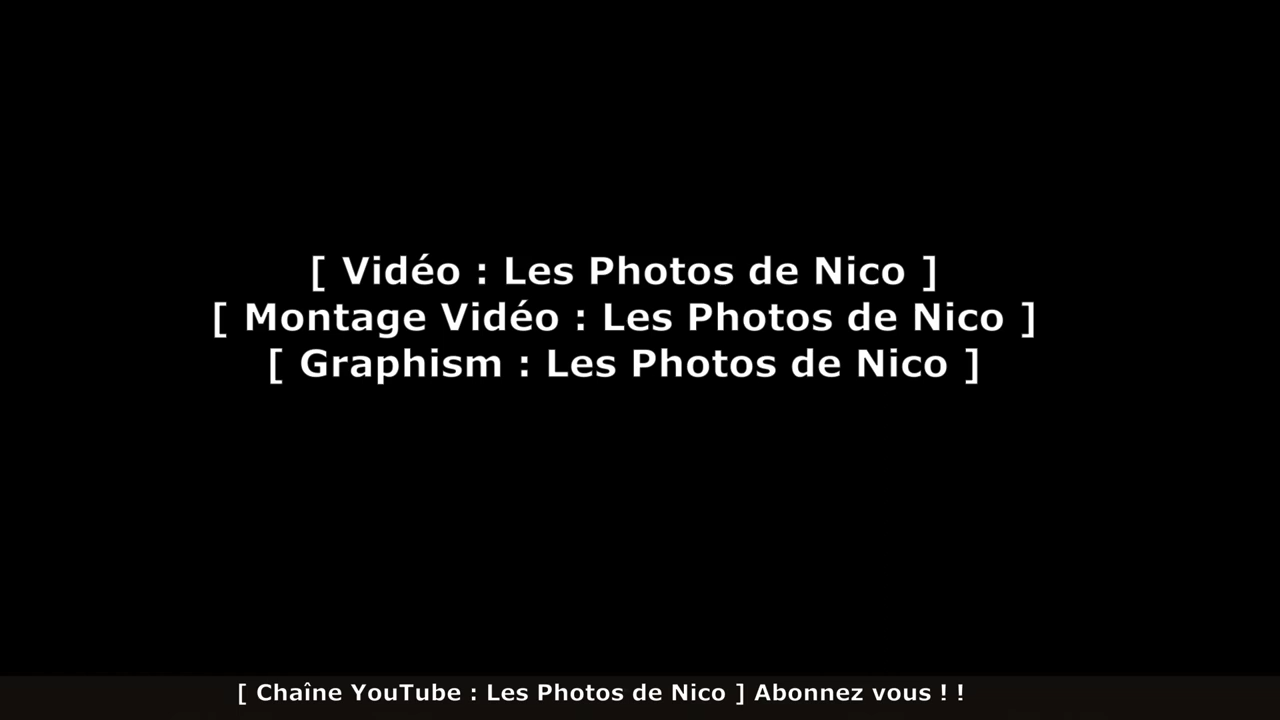 [ Vidéo : Les Photos de Nico ]
[ Montage Vidéo : Les Photos de Nico ]
[ Graphism : Les Photos de Nico ]
[ Chaîne YouTube : Les Photos de Nico ] Abonnez vous ! !